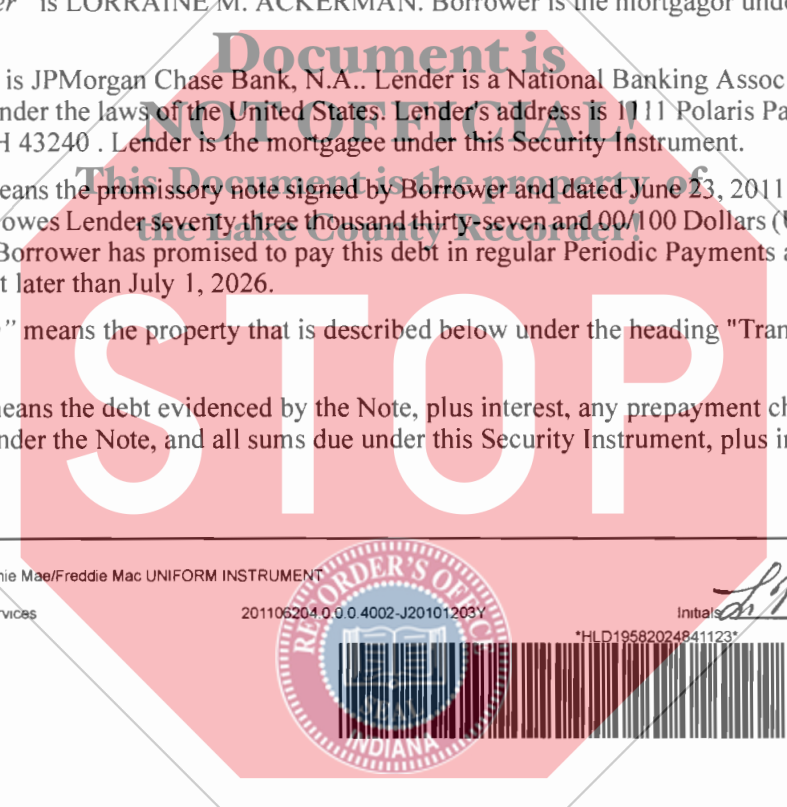 er" is LORRAINE M. ACKERMAN. Borrower is the mortgagor unde
Document is
is JPMorgan Chase Bank, N.A.. Lender is a National Banking Assoc
nder the laws of the United States. Lender's address is 1111 Polaris Pa
NOT OFFICIAL!
H 43240 . Lender is the mortgagee under this Security Instrument.
This Document is the property of
eans the promissory note signed by Borrower and dated June 23, 2011
owes Lender seventy three thousand thirty-seven and 00/100 Dollars (U
the Lake County Recorder!
Borrower has promised to pay this debt in regular Periodic Payments a
t later than July 1, 2026.
" means the property that is described below under the heading "Tran
STOP
eans the debt evidenced by the Note, plus interest, any prepayment ch
nder the Note, and all sums due under this Security Instrument, plus in
nie Mae/Freddie Mac UNIFORM INSTRUMENT
RECORDER'S OFFICE
vices 201106204.0.0.0.4002-J20101203Y Initials
*HLD19582024841123*
SEAL
INDIANA